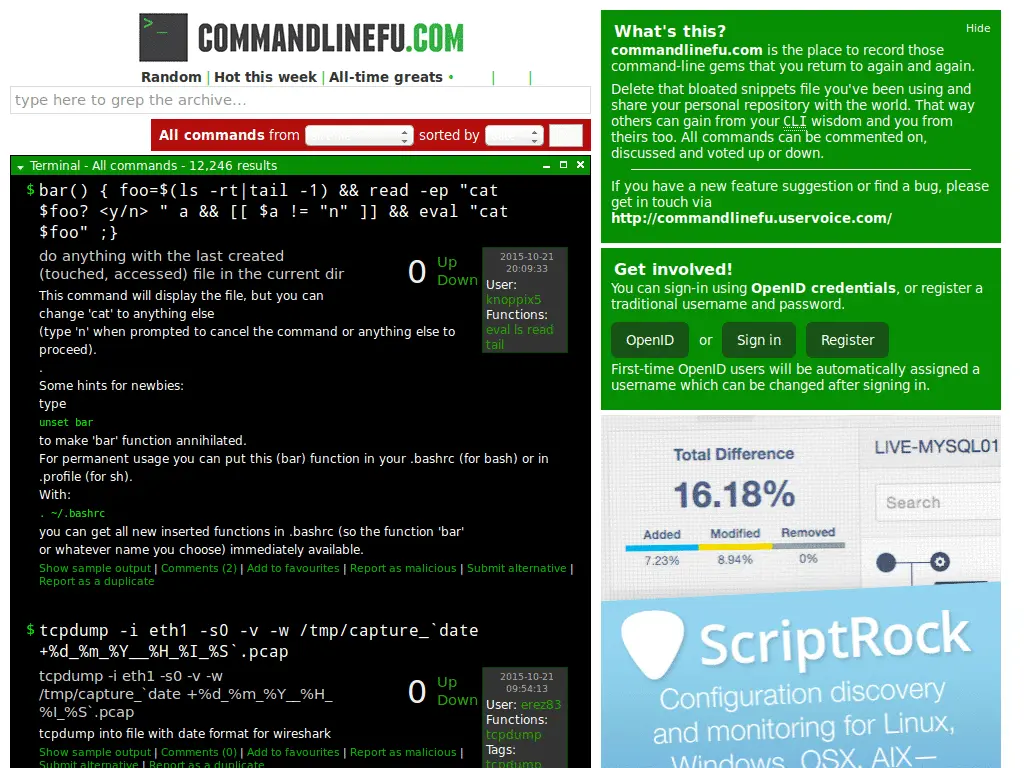 >_ COMMANDLINEFU.COM
Random | Hot this week | All-time greats • | |
type here to grep the archive...
All commands from sorted by
Terminal - All commands - 12,246 results
$ bar() { foo=$(ls -rt|tail -1) && read -ep "cat
$foo? <y/n> " a && [[ $a != "n" ]] && eval "cat
$foo" ;}
do anything with the last created
(touched, accessed) file in the current dir
0
Up
Down
2015-10-21
20:09:33
User:
knoppix5
Functions:
eval ls read
tail
This command will display the file, but you can
change 'cat' to anything else
(type 'n' when prompted to cancel the command or anything else to
proceed).
.
Some hints for newbies:
type
unset bar
to make 'bar' function annihilated.
For permanent usage you can put this (bar) function in your .bashrc (for bash) or in
.profile (for sh).
With:
. ~/.bashrc
you can get all new inserted functions in .bashrc (so the function 'bar'
or whatever name you choose) immediately available.
Show sample output | Comments (2) | Add to favourites | Report as malicious | Submit alternative |
Report as a duplicate
$ tcpdump -i eth1 -s0 -v -w /tmp/capture_`date
+%d_%m_%Y__%H_%I_%S`.pcap
tcpdump -i eth1 -s0 -v -w
/tmp/capture_`date +%d_%m_%Y__%H_
%I_%S`.pcap
0
Up
Down
2015-10-21
09:54:13
User: erez83
Functions:
tcpdump
Tags:
tcpdump
tcpdump into file with date format for wireshark
Show sample output | Comments (0) | Add to favourites | Report as malicious |
Submit alternative | Report as a duplicate
What's this?
Hide
commandlinefu.com is the place to record those
command-line gems that you return to again and again.
Delete that bloated snippets file you've been using and
share your personal repository with the world. That way
others can gain from your CLI wisdom and you from
theirs too. All commands can be commented on,
discussed and voted up or down.
If you have a new feature suggestion or find a bug, please
get in touch via
http://commandlinefu.uservoice.com/
Get involved!
You can sign-in using OpenID credentials, or register a
traditional username and password.
OpenID or Sign in Register
First-time OpenID users will be automatically assigned a
username which can be changed after signing in.
Total Difference
16.18%
Added Modified Removed
7.23% 8.94% 0%
LIVE-MYSQL01
Search
ScriptRock
Configuration discovery
and monitoring for Linux,
Windows, OSX, AIX—